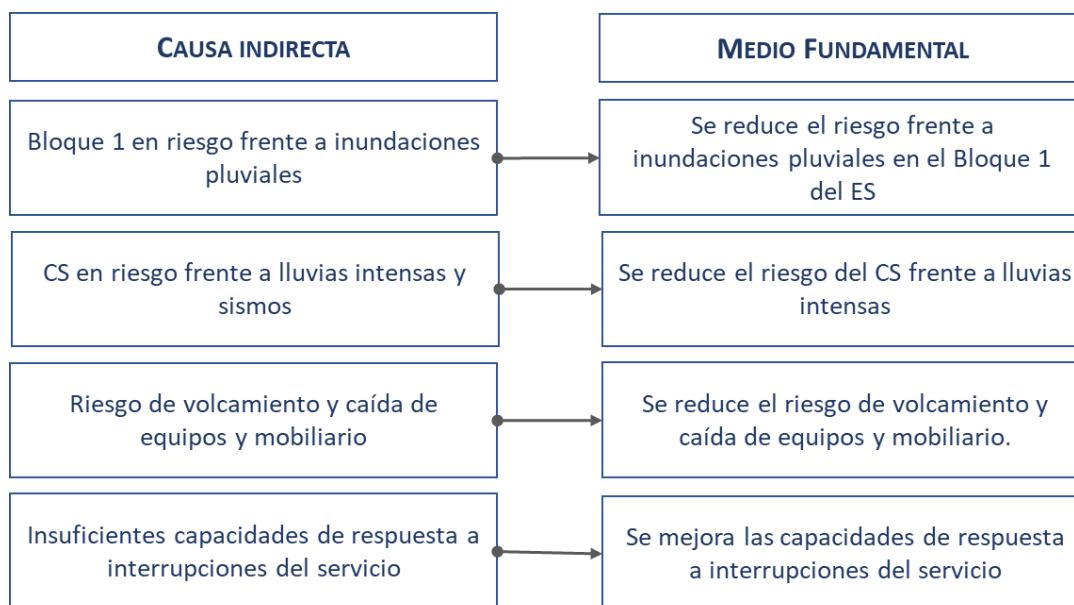 CAUSA INDIRECTA
MEDIO FUNDAMENTAL
Bloque 1 en riesgo frente a inundaciones
pluviales
Se reduce el riesgo frente a
inundaciones pluviales en el Bloque 1
del ES
CS en riesgo frente a lluvias intensas y
sismos
Se reduce el riesgo del CS frente a lluvias
intensas
Riesgo de volcamiento y caída de
equipos y mobiliario
Se reduce el riesgo de volcamiento y
caída de equipos y mobiliario.
Insuficientes capacidades de respuesta a
interrupciones del servicio
Se mejora las capacidades de respuesta
a interrupciones del servicio